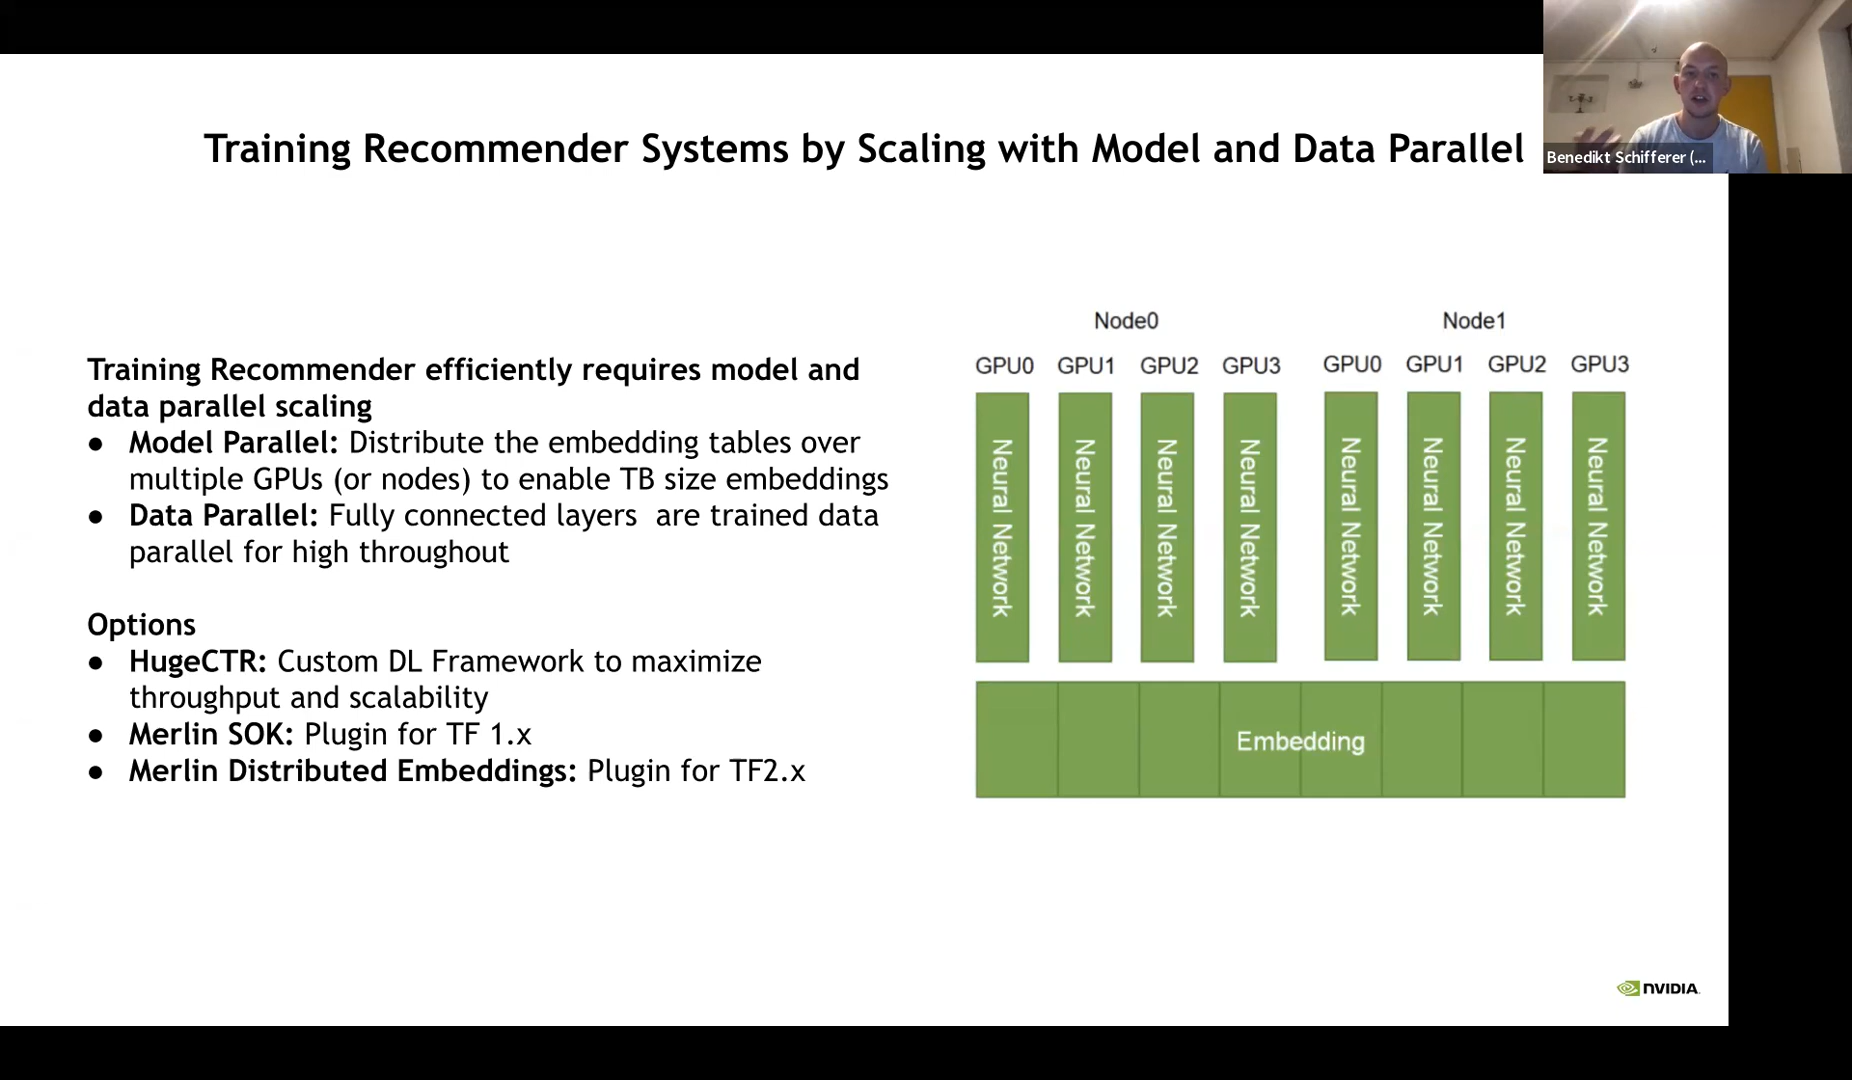 Training Recommender Systems by Scaling with Model and Data Parallel
Benedikt Schifferer (...
Training Recommender efficiently requires model and
data parallel scaling
● Model Parallel: Distribute the embedding tables over
multiple GPUs (or nodes) to enable TB size embeddings
● Data Parallel: Fully connected layers  are trained data
parallel for high throughout
Options
● HugeCTR: Custom DL Framework to maximize
throughput and scalability
● Merlin SOK: Plugin for TF 1.x
● Merlin Distributed Embeddings: Plugin for TF2.x
Node0 Node1
GPU0 GPU1 GPU2 GPU3 GPU0 GPU1 GPU2 GPU3
Neural Network
Neural Network
Neural Network
Neural Network
Neural Network
Neural Network
Neural Network
Neural Network
Embedding
NVIDIA.